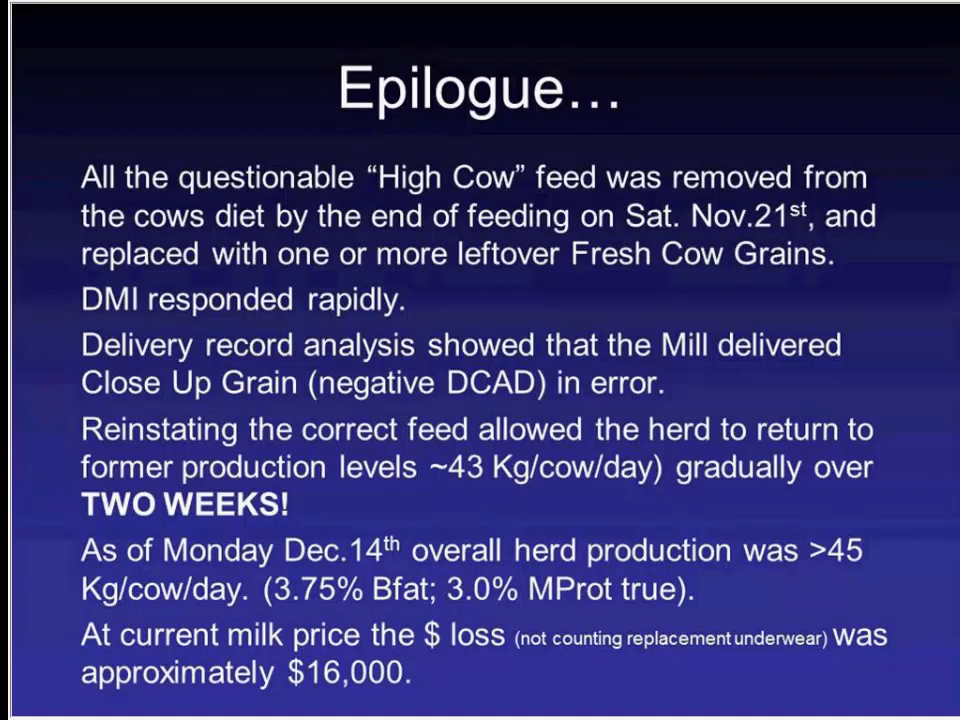 Epilogue…
All the questionable “High Cow” feed was removed from
the cows diet by the end of feeding on Sat. Nov.21st, and
replaced with one or more leftover Fresh Cow Grains.
DMI responded rapidly.
Delivery record analysis showed that the Mill delivered
Close Up Grain (negative DCAD) in error.
Reinstating the correct feed allowed the herd to return to
former production levels ~43 Kg/cow/day) gradually over
TWO WEEKS!
As of Monday Dec.14th overall herd production was >45
Kg/cow/day. (3.75% Bfat; 3.0% MProt true).
At current milk price the $ loss (not counting replacement underwear) was
approximately $16,000.